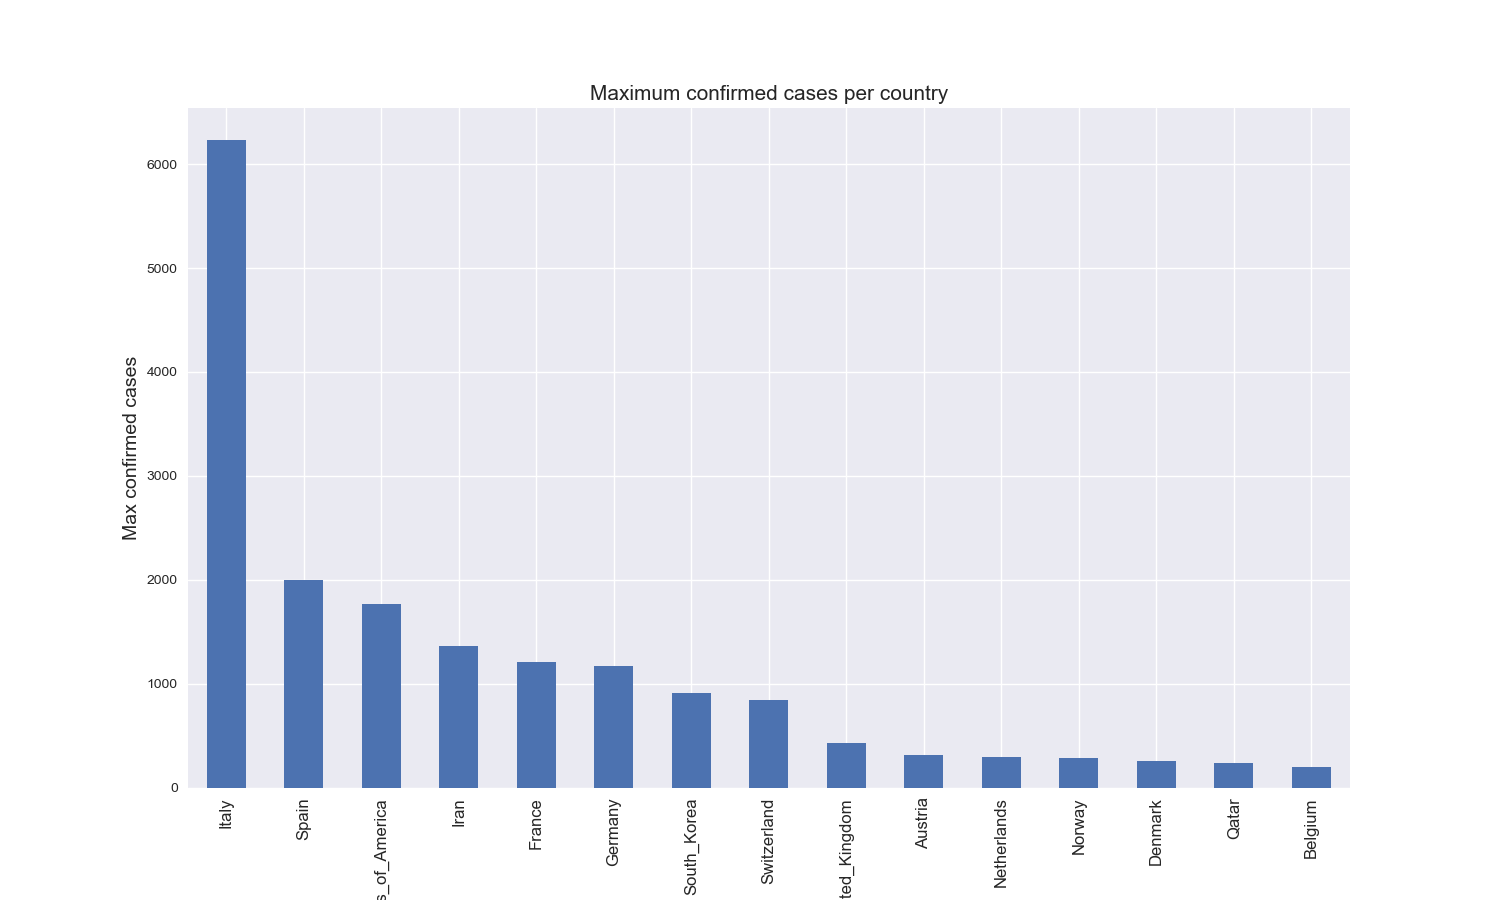 Maximum confirmed cases per country
Max confirmed cases
6000
5000
4000
3000
2000
1000
0
Italy
Spain
s_of_America
Iran
France
Germany
South_Korea
Switzerland
ted_Kingdom
Austria
Netherlands
Norway
Denmark
Qatar
Belgium